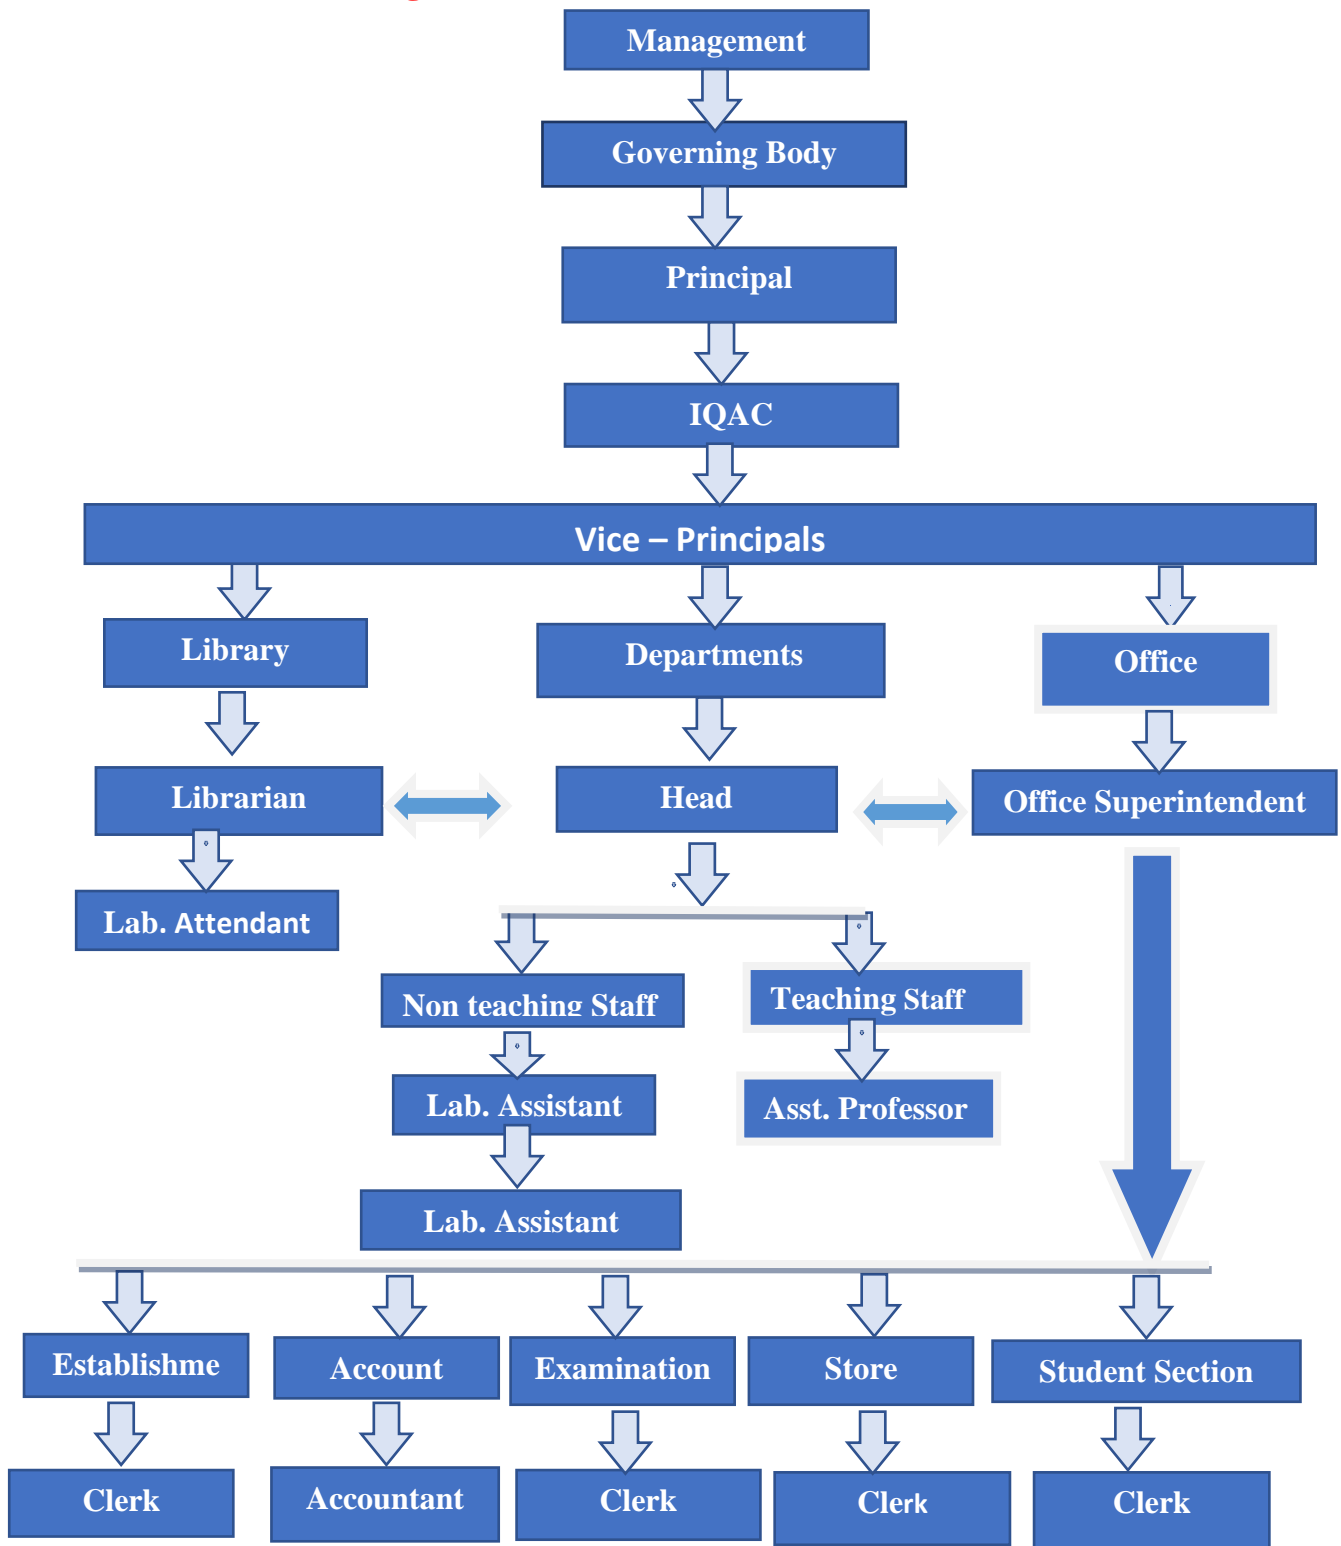 Management
Governing Body
Principal
IQAC
Vice – Principals
Library
Departments
Office
Librarian
Head
Office Superintendent
Lab. Attendant
Non teaching Staff
Teaching Staff
Lab. Assistant
Asst. Professor
Lab. Assistant
Establishme
Account
Examination
Store
Student Section
Clerk
Accountant
Clerk
Clerk
Clerk